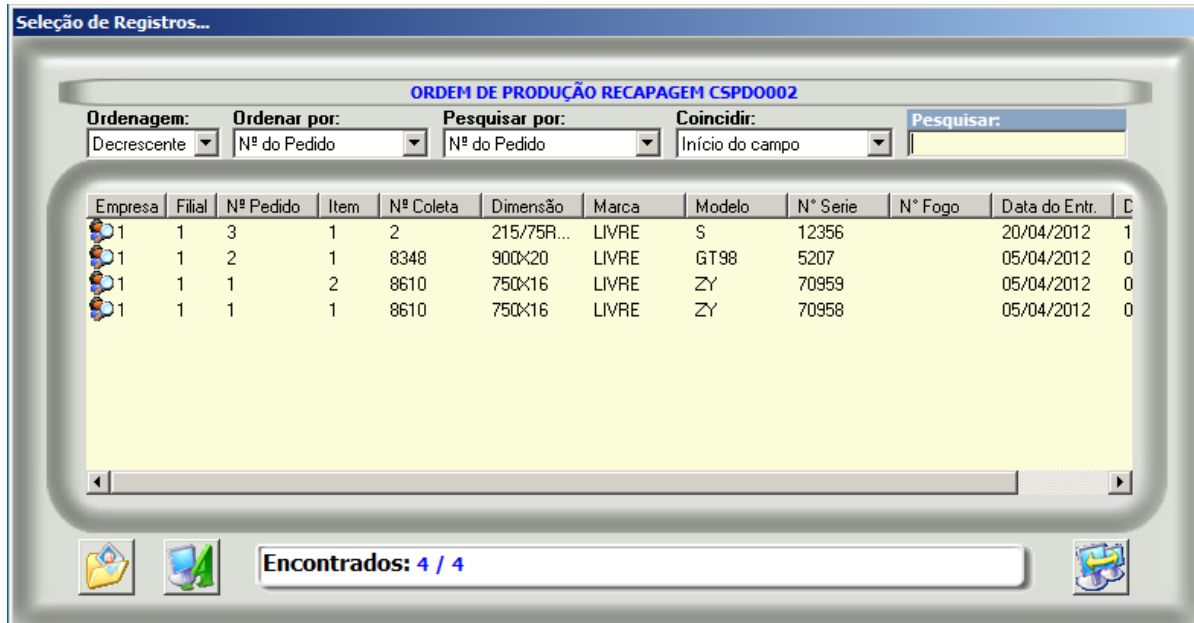 Seleção de Registros...
ORDEM DE PRODUÇÃO RECAPAGEM CSPDO002
Ordenagem: Ordenar por: Pesquisar por: Coincidir: Pesquisar:
Decrescente Nº do Pedido Nº do Pedido Início do campo
Empresa Filial Nº Pedido Item Nº Coleta Dimensão Marca Modelo N° Serie N° Fogo Data do Entr. D
1 1 3 1 2 215/75R... LIVRE S 12356 20/04/2012 1
1 1 2 1 8348 900X20 LIVRE GT98 5207 05/04/2012 0
1 1 1 2 8610 750X16 LIVRE ZY 70959 05/04/2012 0
1 1 1 1 8610 750X16 LIVRE ZY 70958 05/04/2012 0
Encontrados: 4 / 4